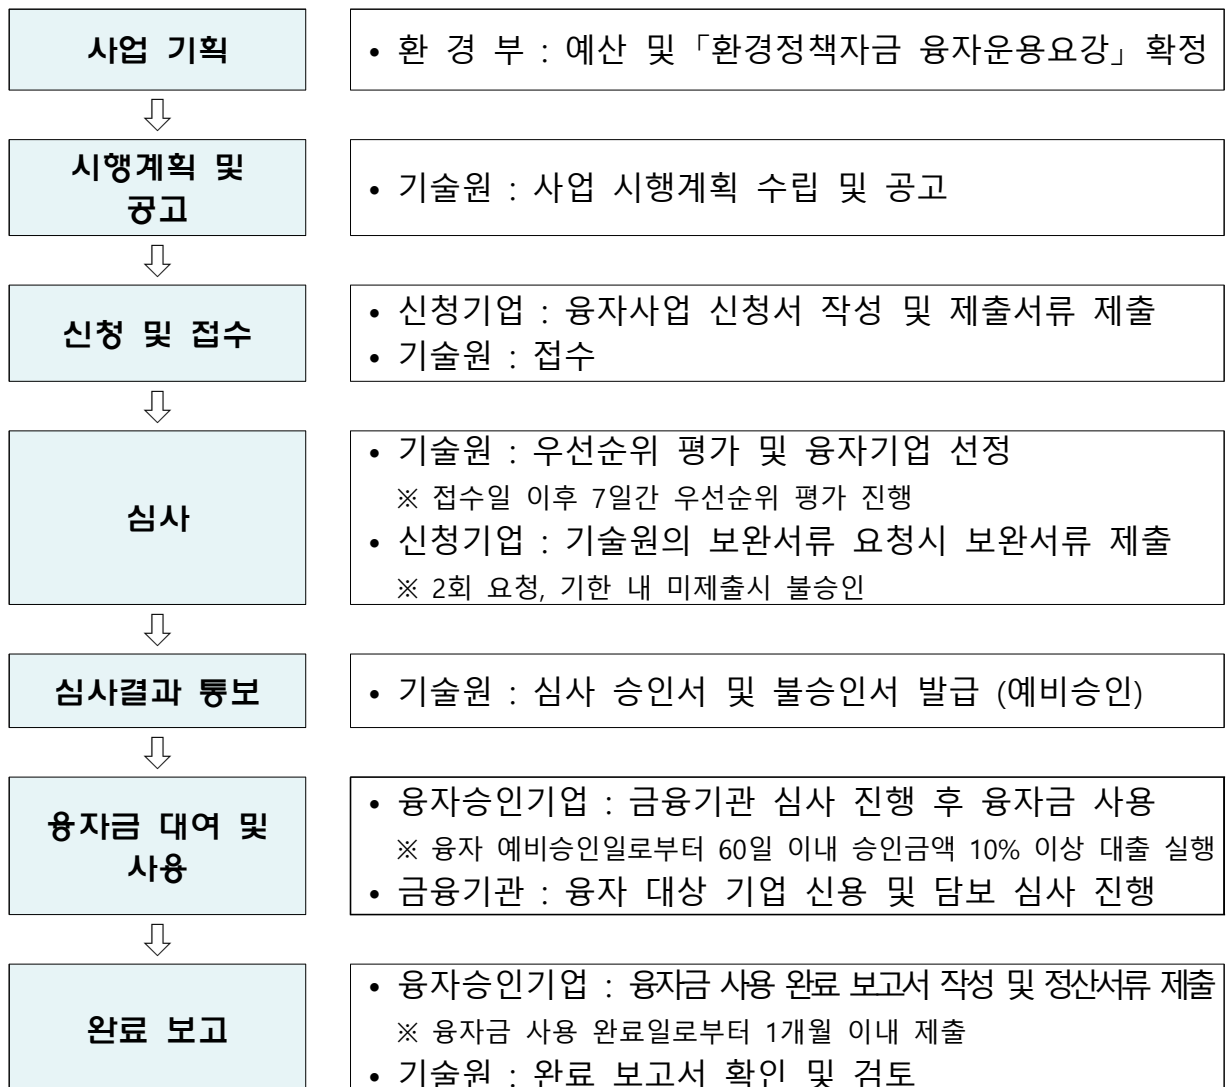 사업 기획
• 환 경 부 : 예산 및「환경정책자금 융자운용요강」확정
시행계획 및
공고
• 기술원 : 사업 시행계획 수립 및 공고
신청 및 접수
• 신청기업 : 융자사업 신청서 작성 및 제출서류 제출
• 기술원 : 접수
심사
• 기술원 : 우선순위 평가 및 융자기업 선정
※ 접수일 이후 7일간 우선순위 평가 진행
• 신청기업 : 기술원의 보완서류 요청시 보완서류 제출
※ 2회 요청, 기한 내 미제출시 불승인
심사결과 통보
• 기술원 : 심사 승인서 및 불승인서 발급 (예비승인)
융자금 대여 및
사용
• 융자승인기업 : 금융기관 심사 진행 후 융자금 사용
※ 융자 예비승인일로부터 60일 이내 승인금액 10% 이상 대출 실행
• 금융기관 : 융자 대상 기업 신용 및 담보 심사 진행
완료 보고
• 융자승인기업 : 융자금 사용 완료 보고서 작성 및 정산서류 제출
※ 융자금 사용 완료일로부터 1개월 이내 제출
• 기술원 : 완료 보고서 확인 및 검토